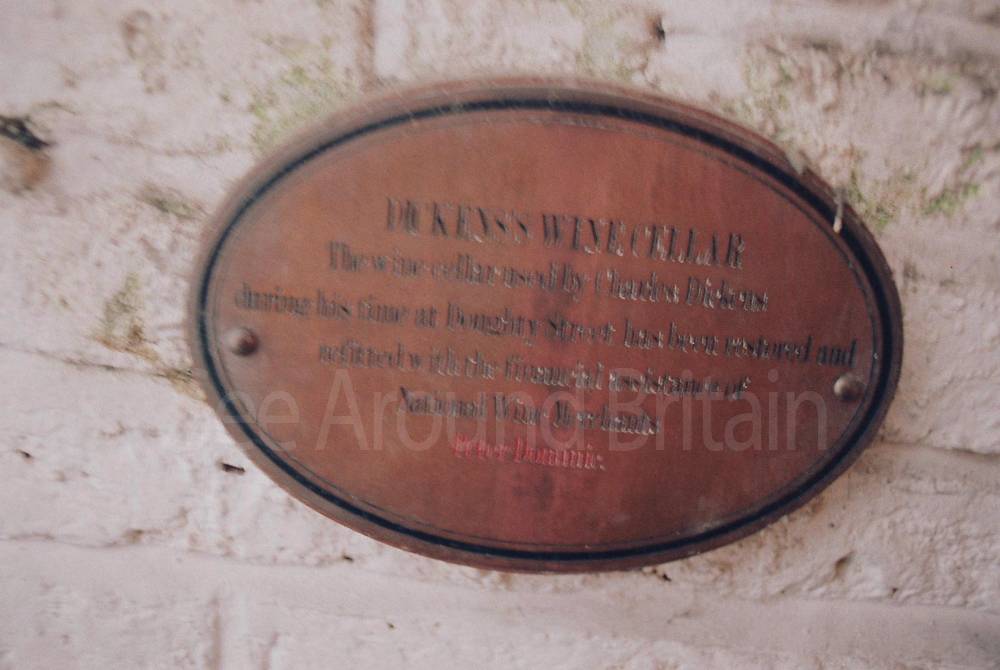 DICKENS'S WINE CELLAR
The wine cellar used by Charles Dickens
during his time at Doughty Street has been restored and
refitted with the financial assistance of
National Wine Merchants
Peter Dominic.
See Around Britain